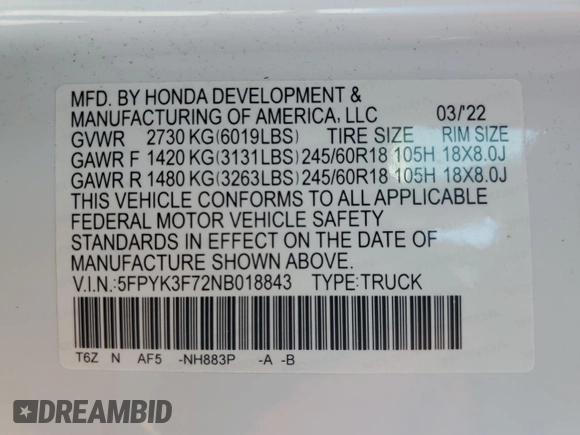 MFD. BY HONDA DEVELOPMENT &
MANUFACTURING OF AMERICA, LLC 03/'22
GVWR 2730 KG(6019LBS) TIRE SIZE RIM SIZE
GAWR F 1420 KG(3131LBS) 245/60R18 105H 18X8.0J
GAWR R 1480 KG(3263LBS) 245/60R18 105H 18X8.0J
THIS VEHICLE CONFORMS TO ALL APPLICABLE
FEDERAL MOTOR VEHICLE SAFETY
STANDARDS IN EFFECT ON THE DATE OF
MANUFACTURE SHOWN ABOVE.
V.I.N.:5FPYK3F72NB018843 TYPE:TRUCK
T6Z N AF5 -NH883P -A -B
DREAMBID